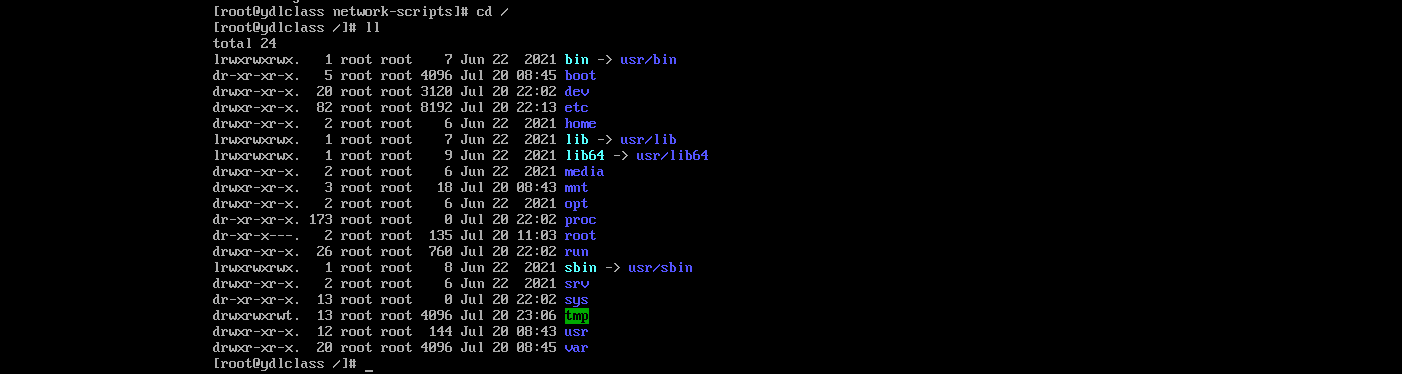 [root@ydlclass network-scripts]# cd /
[root@ydlclass /]# ll
total 24
lrwxrwxrwx.   1 root root    7 Jun 22  2021 bin -> usr/bin
dr-xr-xr-x.   5 root root 4096 Jul 20 08:45 boot
drwxr-xr-x.  20 root root 3120 Jul 20 22:02 dev
drwxr-xr-x.  82 root root 8192 Jul 20 22:13 etc
drwxr-xr-x.   2 root root    6 Jun 22  2021 home
lrwxrwxrwx.   1 root root    7 Jun 22  2021 lib -> usr/lib
lrwxrwxrwx.   1 root root    9 Jun 22  2021 lib64 -> usr/lib64
drwxr-xr-x.   2 root root    6 Jun 22  2021 media
drwxr-xr-x.   3 root root   18 Jul 20 08:43 mnt
drwxr-xr-x.   2 root root    6 Jun 22  2021 opt
dr-xr-xr-x. 173 root root    0 Jul 20 22:02 proc
dr-xr-x---.   2 root root  135 Jul 20 11:03 root
drwxr-xr-x.  26 root root  760 Jul 20 22:02 run
lrwxrwxrwx.   1 root root    8 Jun 22  2021 sbin -> usr/sbin
drwxr-xr-x.   2 root root    6 Jun 22  2021 srv
dr-xr-xr-x.  13 root root    0 Jul 20 22:02 sys
drwxrwxrwt.  13 root root 4096 Jul 20 23:06 tmp
drwxr-xr-x.  12 root root  144 Jul 20 08:43 usr
drwxr-xr-x.  20 root root 4096 Jul 20 08:45 var
[root@ydlclass /]# _